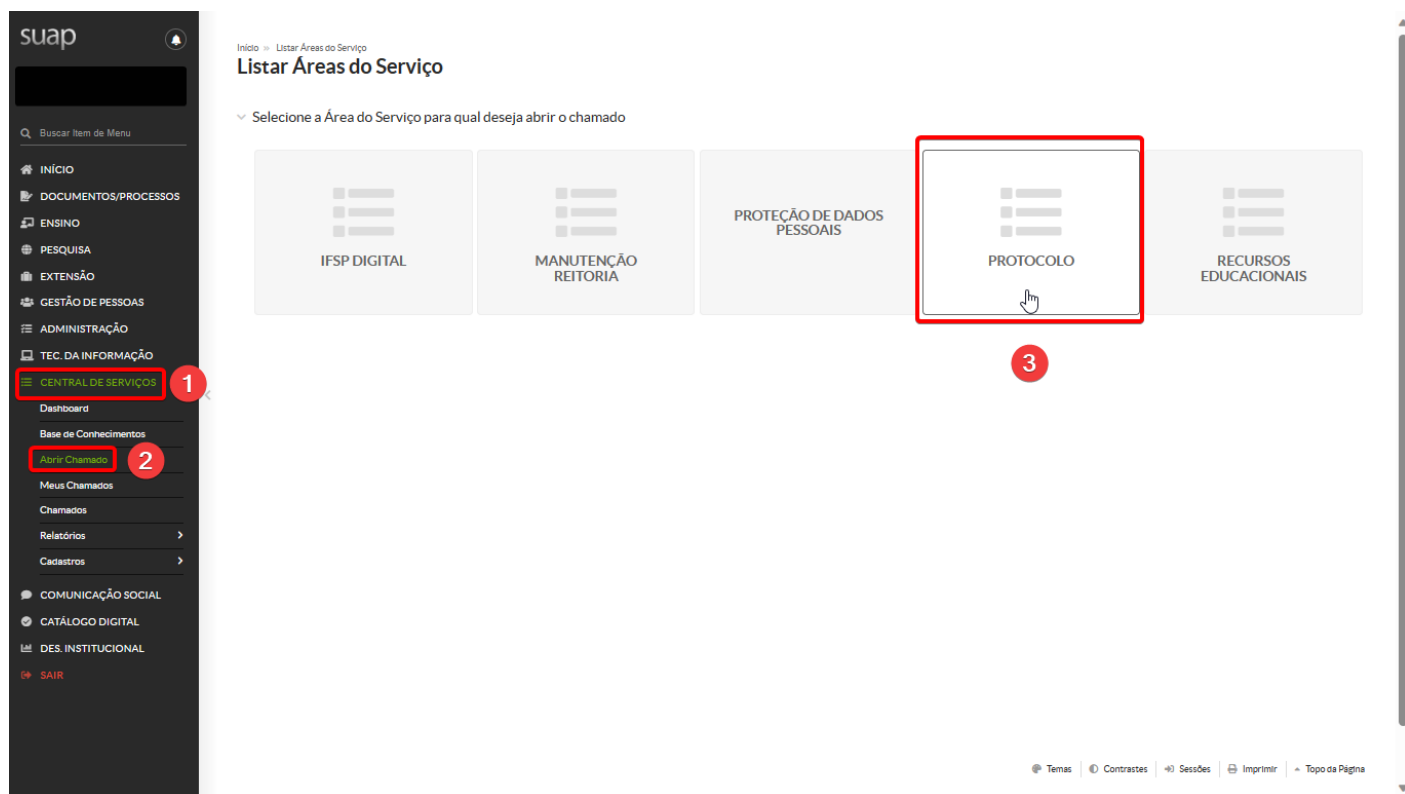 suap
Buscar Item de Menu
INÍCIO
DOCUMENTOS/PROCESSOS
ENSINO
PESQUISA
EXTENSÃO
GESTÃO DE PESSOAS
ADMINISTRAÇÃO
TEC. DA INFORMAÇÃO
CENTRAL DE SERVIÇOS
1
Dashboard
Base de Conhecimentos
Abrir Chamado
2
Meus Chamados
Chamados
Relatórios
Cadastros
COMUNICAÇÃO SOCIAL
CATÁLOGO DIGITAL
DES. INSTITUCIONAL
SAIR
Início » Listar Áreas do Serviço
Listar Áreas do Serviço
Selecione a Área do Serviço para qual deseja abrir o chamado
IFSP DIGITAL
MANUTENÇÃO
REITORIA
PROTEÇÃO DE DADOS
PESSOAIS
PROTOCOLO
RECURSOS
EDUCACIONAIS
3
Temas Contrastes Sessões Imprimir Topo da Página